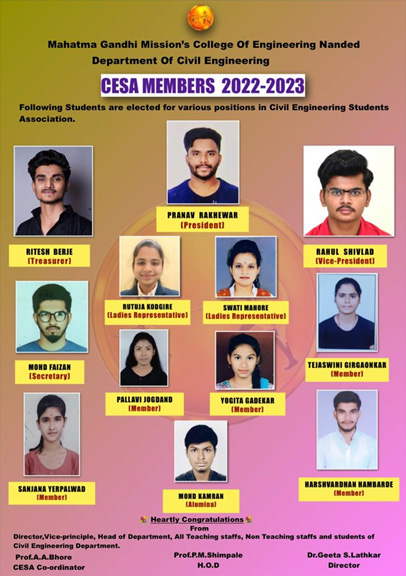 Mahatma Gandhi Mission's College Of Engineering Nanded
Department Of Civil Engineering
CESA MEMBERS 2022-2023
Following Students are elected for various positions in Civil Engineering Students
Association.
PRANAV RAKHEWAR
(President)
RITESH BERJE
(Treasurer)
RAHUL SHIVLAD
(Vice-President)
RUTUJA KODGIRE
(Ladies Representative)
SWATI MAHORE
(Ladies Representative)
MOHD FAIZAN
(Secretary)
TEJASWINI GIRGAONKAR
(Member)
PALLAVI JOGDAND
(Member)
YOGITA GADEKAR
(Member)
SANJANA YERPALWAD
(Member)
MOHD KAMRAN
(Alumina)
HARSHVARDHAN HAMBARDE
(Member)
Heartly Congratulations
From
Director,Vice-principle, Head of Department, All Teaching staffs, Non Teaching staffs and students of
Civil Engineering Department.
Prof.A.A.Bhore
CESA Co-ordinator
Prof.P.M.Shimpale
H.O.D
Dr.Geeta S.Lathkar
Director